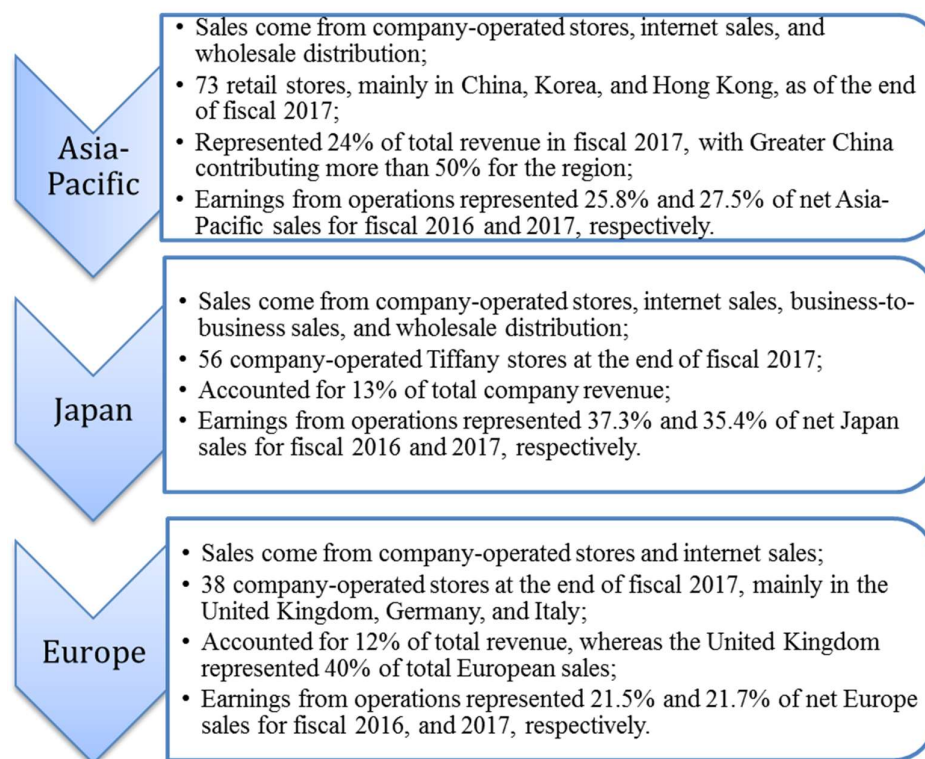 • Sales come from company-operated stores, internet sales, and
wholesale distribution;
• 73 retail stores, mainly in China, Korea, and Hong Kong, as of the end
of fiscal 2017;
• Represented 24% of total revenue in fiscal 2017, with Greater China
contributing more than 50% for the region;
• Earnings from operations represented 25.8% and 27.5% of net Asia-
Pacific sales for fiscal 2016 and 2017, respectively.
Asia-
Pacific
• Sales come from company-operated stores, internet sales, business-to-
business sales, and wholesale distribution;
• 56 company-operated Tiffany stores at the end of fiscal 2017;
• Accounted for 13% of total company revenue;
• Earnings from operations represented 37.3% and 35.4% of net Japan
sales for fiscal 2016 and 2017, respectively.
Japan
• Sales come from company-operated stores and internet sales;
• 38 company-operated stores at the end of fiscal 2017, mainly in the
United Kingdom, Germany, and Italy;
• Accounted for 12% of total revenue, whereas the United Kingdom
represented 40% of total European sales;
• Earnings from operations represented 21.5% and 21.7% of net Europe
sales for fiscal 2016, and 2017, respectively.
Europe